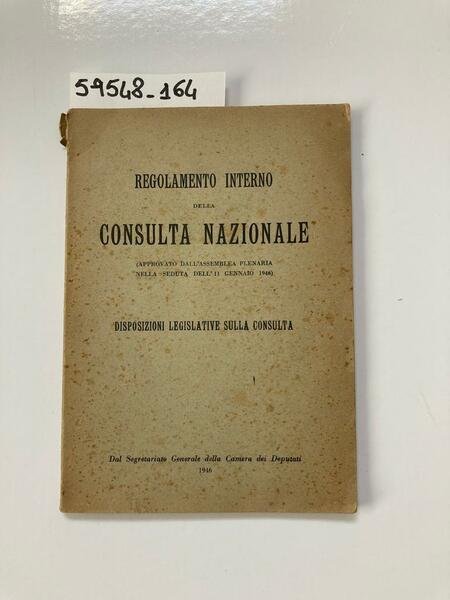 59548_164
REGOLAMENTO INTERNO
DELLA
CONSULTA NAZIONALE
(APPROVATO DALL'ASSEMBLEA PLENARIA
NELLA SEDUTA DELL'11 GENNAIO 1946)
DISPOSIZIONI LEGISLATIVE SULLA CONSULTA
Dal Segretariato Generale della Camera dei Deputati
1946